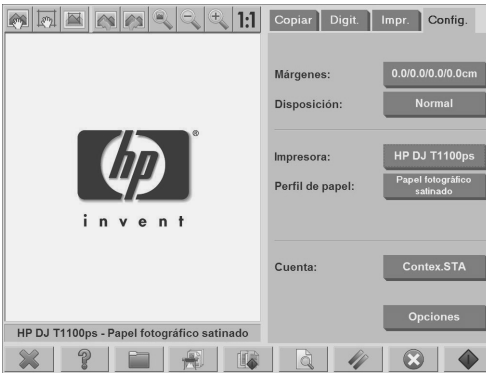 1:1
Copiar Digit. Impr. Config.
Márgenes: 0.0/0.0/0.0/0.0cm
Disposición: Normal
hp ®
invent
Impresora: HP DJ T1100ps
Perfil de papel: Papel fotográfico
satinado
Cuenta: Contex.STA
Opciones
HP DJ T1100ps - Papel fotográfico satinado
?